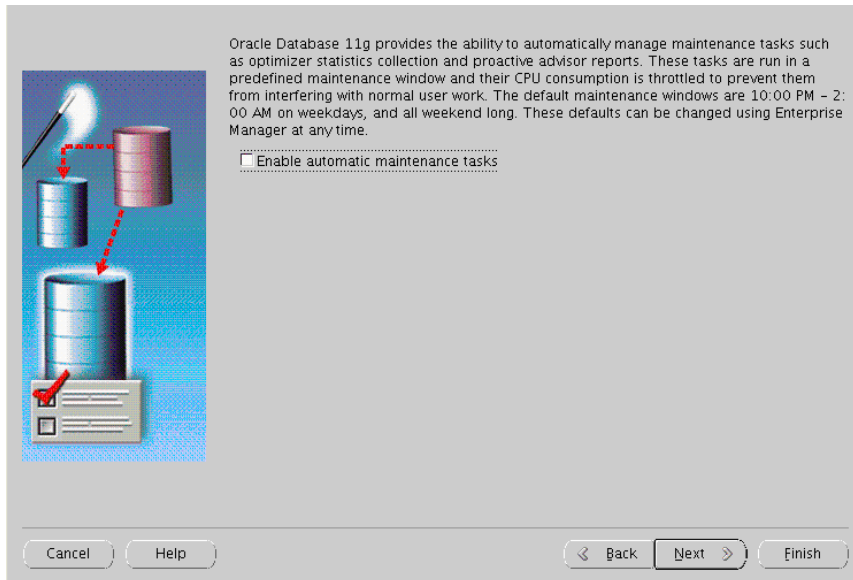 Oracle Database 11g provides the ability to automatically manage maintenance tasks such
as optimizer statistics collection and proactive advisor reports. These tasks are run in a
predefined maintenance window and their CPU consumption is throttled to prevent them
from interfering with normal user work. The default maintenance windows are 10:00 PM – 2:
00 AM on weekdays, and all weekend long. These defaults can be changed using Enterprise
Manager at any time.
Enable automatic maintenance tasks
Cancel Help Back Next Finish